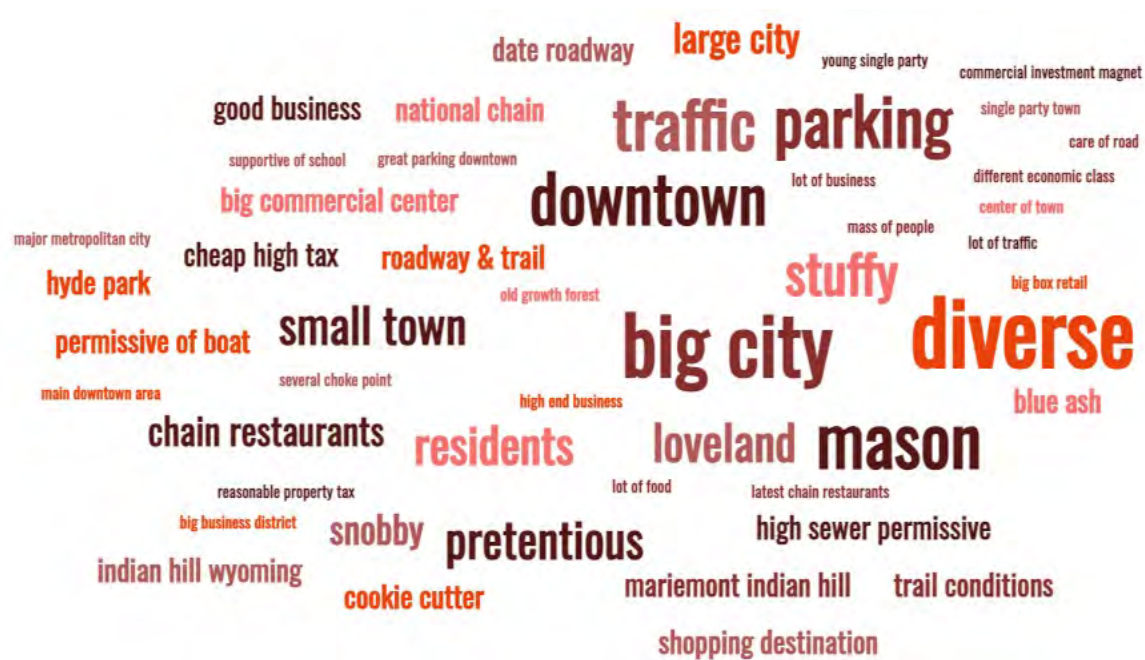 large city
date roadway
young single party
commercial investment magnet
good business
national chain
traffic
parking
single party town
care of road
supportive of school
great parking downtown
downtown
lot of business
different economic class
big commercial center
center of town
mass of people
major metropolitan city
cheap high tax
roadway & trail
lot of traffic
hyde park
old growth forest
stuffy
big box retail
permissive of boat
small town
big city
diverse
several choke point
main downtown area
high end business
blue ash
chain restaurants
residents
loveland
mason
reasonable property tax
lot of food
latest chain restaurants
big business district
snobby
pretentious
high sewer permissive
indian hill wyoming
cookie cutter
mariemont indian hill
trail conditions
shopping destination